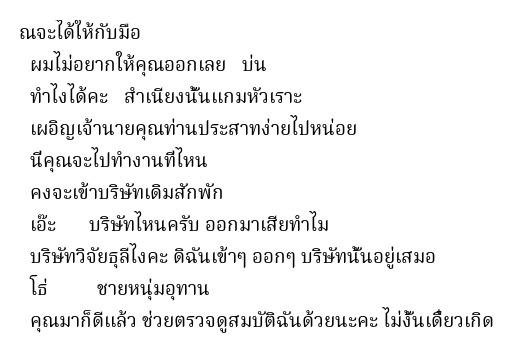 ณจะได้ให้กับมือ
ผมไม่อยากให้คุณออกเลย บ่น
ทำไงได้คะ สำเนียงนั้นแกมหัวเราะ
เผอิญเจ้านายคุณท่านประสาทง่ายไปหน่อย
นี่คุณจะไปทำงานที่ไหน
คงจะเข้าบริษัทเดิมสักพัก
เอ๊ะ บริษัทไหนครับ ออกมาเสียทำไม
บริษัทวิจัยธุลีไงคะ ดิฉันเข้าๆ ออกๆ บริษัทนั้นอยู่เสมอ
โธ่ ชายหนุ่มอุทาน
คุณมาก็ดีแล้ว ช่วยตรวจดูสมบัติฉันด้วยนะคะ ไม่งั้นเดี๋ยวเกิด